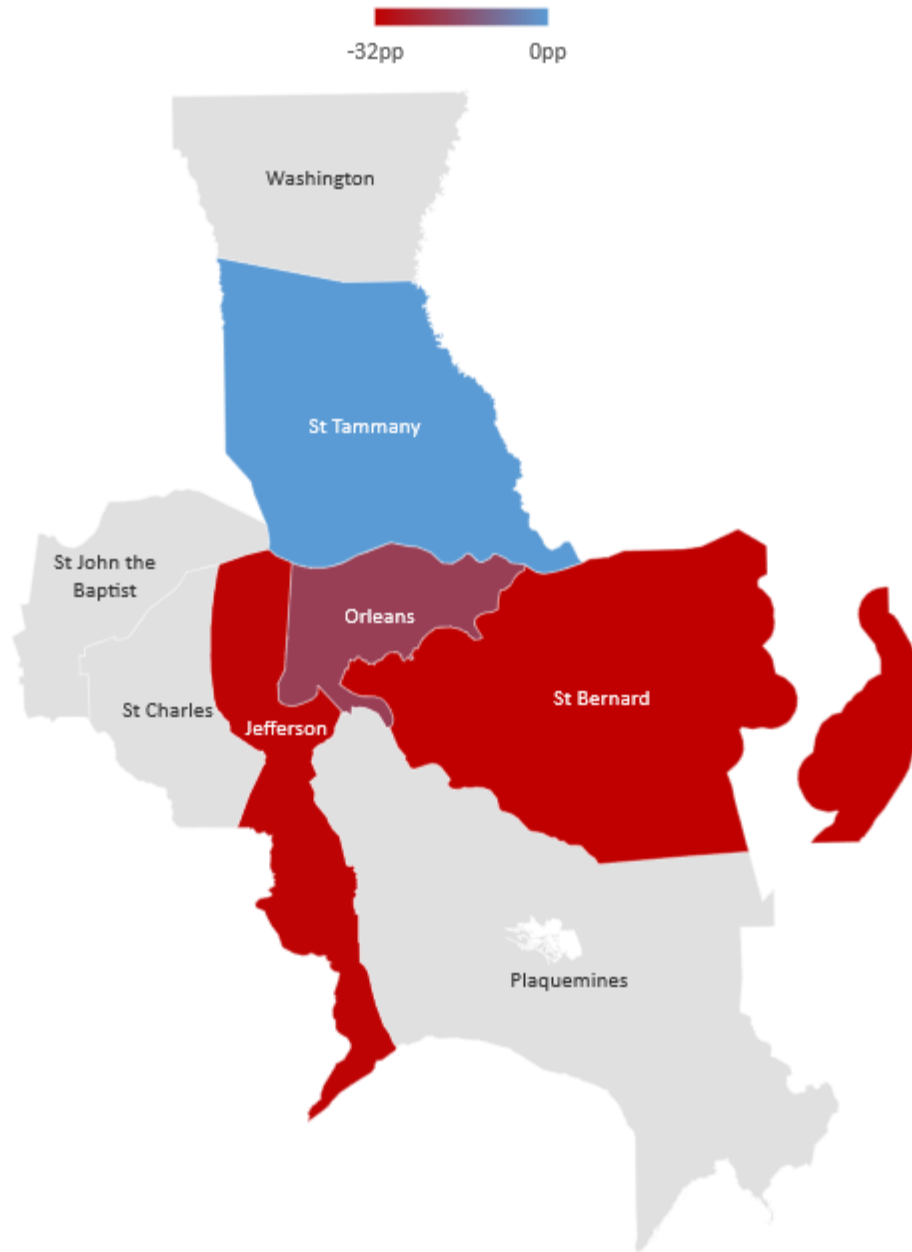 -32pp 0pp
Washington
St Tammany
St John the
Baptist
Orleans
St Bernard
St Charles
Jefferson
Plaquemines